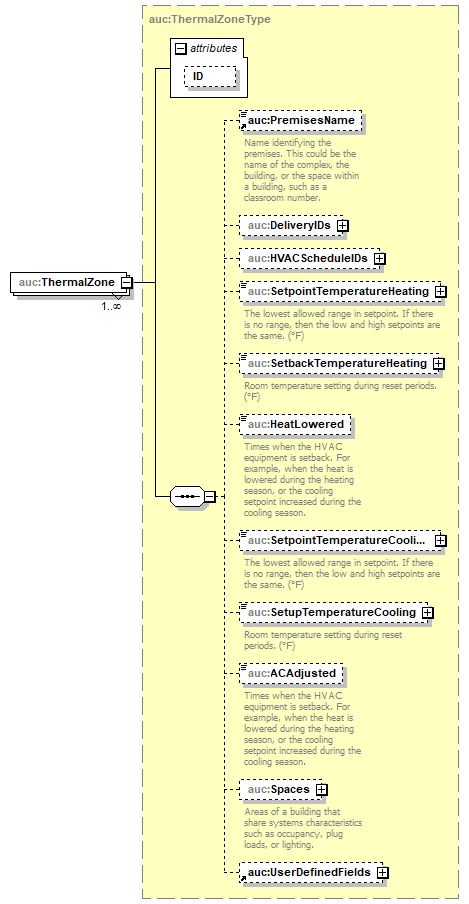 auc:ThermalZoneType
attributes
ID
auc:PremisesName
Name identifying the
premises. This could be the
name of the complex, the
building, or the space within
a building, such as a
classroom number.
auc:DeliveryIDs
auc:HVACScheduleIDs
auc:ThermalZone
1..∞
auc:SetpointTemperatureHeating
The lowest allowed range in setpoint. If there
is no range, then the low and high setpoints are
the same. (°F)
auc:SetbackTemperatureHeating
Room temperature setting during reset periods.
(°F)
auc:HeatLowered
Times when the HVAC
equipment is setback. For
example, when the heat is
lowered during the heating
season, or the cooling
setpoint increased during the
cooling season.
auc:SetpointTemperatureCooli...
The lowest allowed range in setpoint. If there
is no range, then the low and high setpoints are
the same. (°F)
auc:SetupTemperatureCooling
Room temperature setting during reset
periods. (°F)
auc:ACAdjusted
Times when the HVAC
equipment is setback. For
example, when the heat is
lowered during the heating
season, or the cooling
setpoint increased during the
cooling season.
auc:Spaces
Areas of a building that
share systems characteristics
such as occupancy, plug
loads, or lighting.
auc:UserDefinedFields